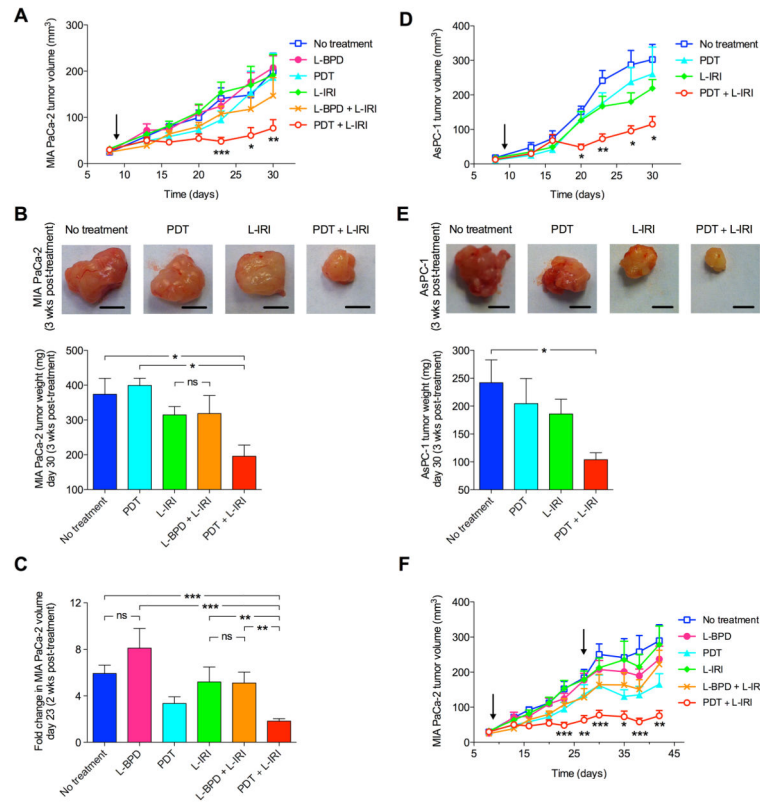 A
MIA PaCa-2 tumor volume (mm³)
300
200
100
0
5
10
15
20
25
30
Time (days)
No treatment
L-BPD
PDT
L-IRI
L-BPD + L-IRI
PDT + L-IRI
***
*
**
D
AsPC-1 tumor volume (mm³)
400
300
200
100
0
5
10
15
20
25
30
Time (days)
No treatment
PDT
L-IRI
PDT + L-IRI
*
**
*
*
B
MIA PaCa-2
(3 wks post-treatment)
No treatment
PDT
L-IRI
PDT + L-IRI
MIA PaCa-2 tumor weight (mg)
day 30 (3 wks post-treatment)
500
400
300
200
100
*
*
ns
No treatment
PDT
L-IRI
L-BPD + L-IRI
PDT + L-IRI
E
AsPC-1
(3 wks post-treatment)
No treatment
PDT
L-IRI
PDT + L-IRI
AsPC-1 tumor weight (mg)
day 30 (3 wks post-treatment)
300
250
200
150
100
50
*
No treatment
PDT
L-IRI
PDT + L-IRI
C
Fold change in MIA PaCa-2 volume
day 23 (2 wks post-treatment)
12
8
4
0
***
***
ns
**
ns
**
No treatment
L-BPD
PDT
L-IRI
L-BPD + L-IRI
PDT + L-IRI
F
MIA PaCa-2 tumor volume (mm³)
400
300
200
100
0
5
15
25
35
45
Time (days)
No treatment
L-BPD
PDT
L-IRI
L-BPD + L-IRI
PDT + L-IRI
***
**
***
*
***
**